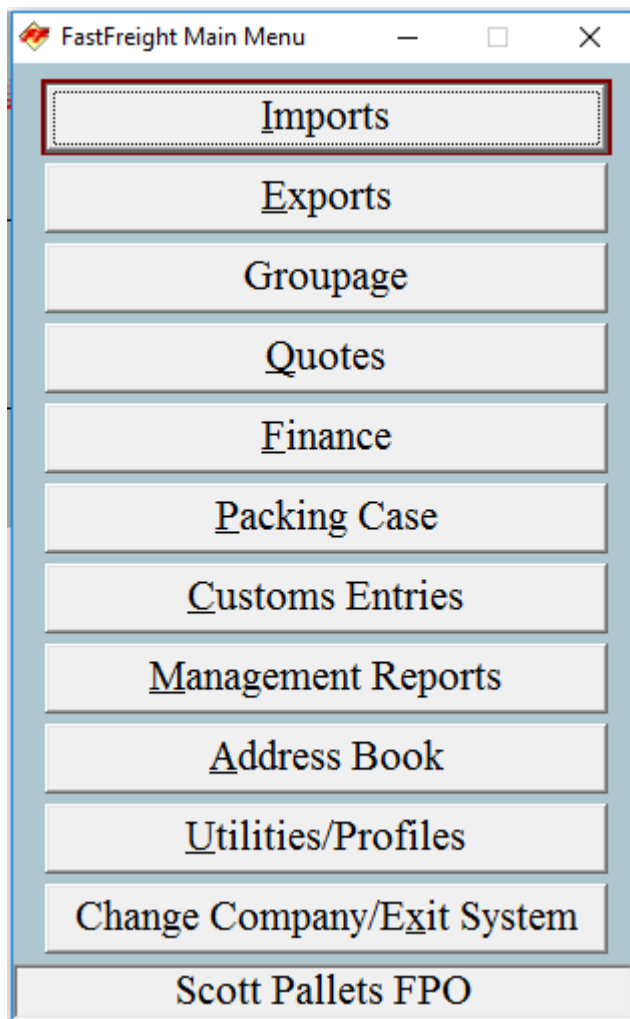 FastFreight Main Menu
Imports
Exports
Groupage
Quotes
Finance
Packing Case
Customs Entries
Management Reports
Address Book
Utilities/Profiles
Change Company/Exit System
Scott Pallets FPO